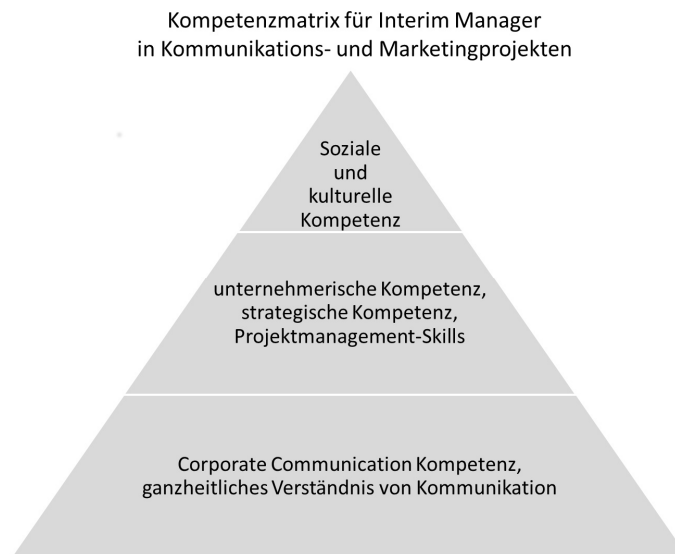 Kompetenzmatrix für Interim Manager
in Kommunikations- und Marketingprojekten
Soziale
und
kulturelle
Kompetenz
unternehmerische Kompetenz,
strategische Kompetenz,
Projektmanagement-Skills
Corporate Communication Kompetenz,
ganzheitliches Verständnis von Kommunikation